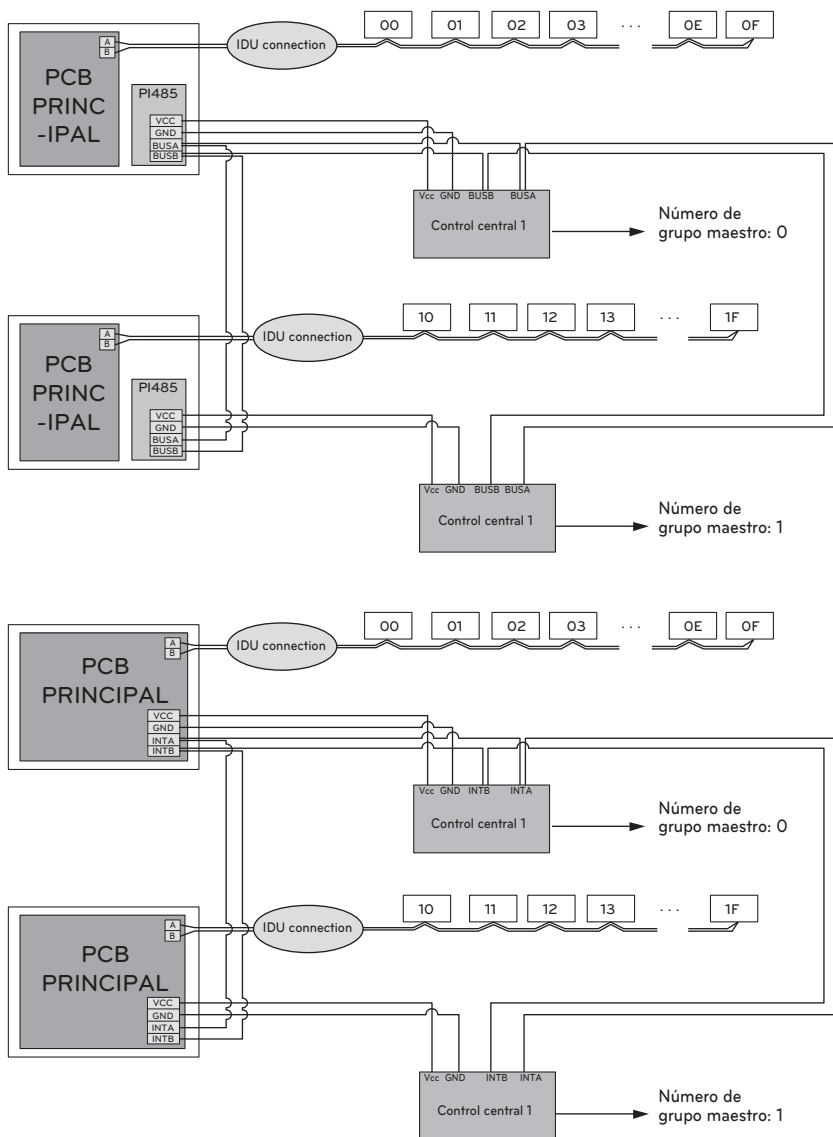 00 01 02 03 ... 0E 0F
A
B
IDU connection
PCB
PRINC
-IPAL
PI485
VCC
GND
BUSA
BUSB
Vcc GND BUSB BUSA
Control central 1
Número de
grupo maestro: 0
10 11 12 13 ... 1F
A
B
IDU connection
PCB
PRINC
-IPAL
PI485
VCC
GND
BUSA
BUSB
Vcc GND BUSB BUSA
Control central 1
Número de
grupo maestro: 1
00 01 02 03 ... 0E 0F
A
B
IDU connection
PCB
PRINCIPAL
VCC
GND
INTA
INTB
Vcc GND INTB INTA
Control central 1
Número de
grupo maestro: 0
10 11 12 13 ... 1F
A
B
IDU connection
PCB
PRINCIPAL
VCC
GND
INTA
INTB
Vcc GND INTB INTA
Control central 1
Número de
grupo maestro: 1